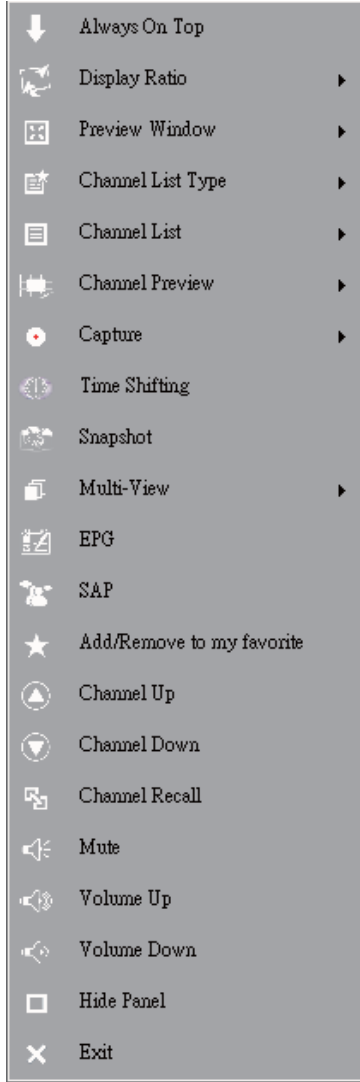 Always On Top
Display Ratio
Preview Window
Channel List Type
Channel List
Channel Preview
Capture
Time Shifting
Snapshot
Multi-View
EPG
SAP
Add/Remove to my favorite
Channel Up
Channel Down
Channel Recall
Mute
Volume Up
Volume Down
Hide Panel
Exit